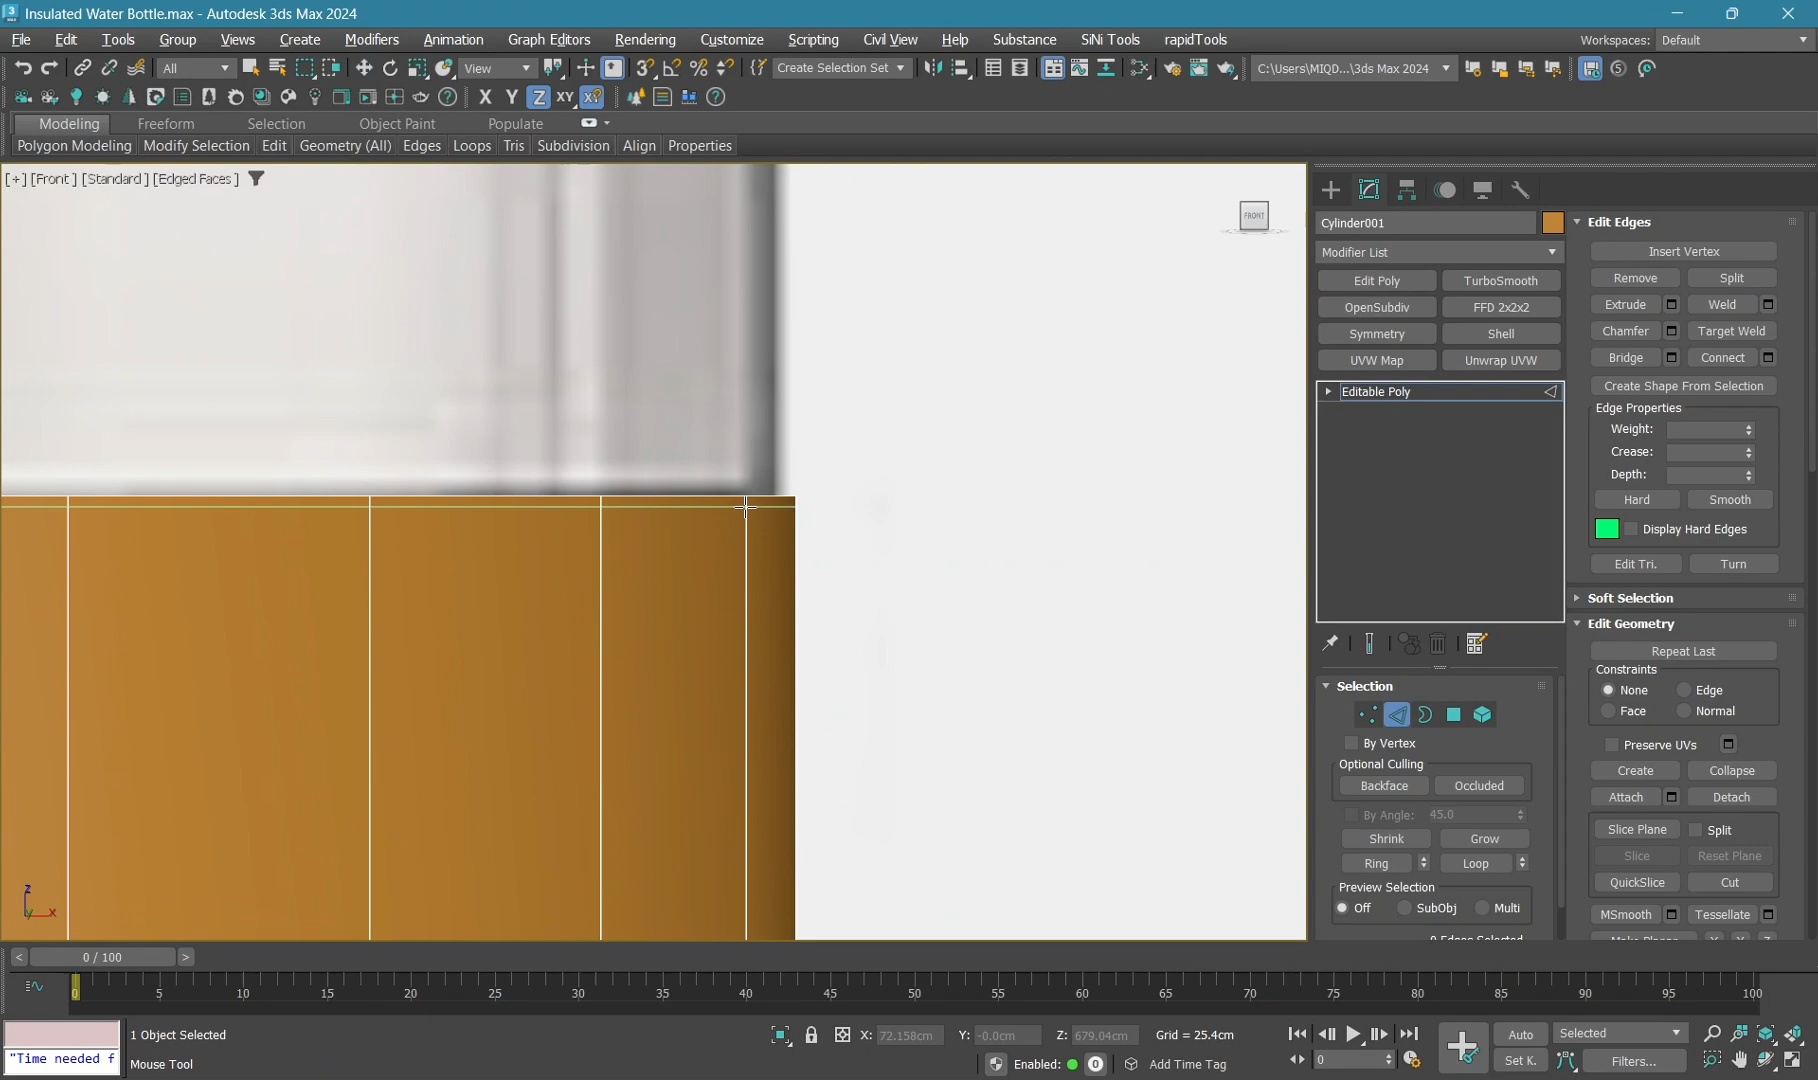 Insulated Water Bottle.max - Autodesk 3ds Max 2024
File Edit Tools Group Views Create Modifiers Animation Graph Editors Rendering Customize Scripting Civil View Help Substance SiNi Tools rapidTools Workspaces: Default
All View Create Selection Set C:\Users\MIQD...\3ds Max 2024
X Y Z XY
Modeling Freeform Selection Object Paint Populate
Polygon Modeling Modify Selection Edit Geometry (All) Edges Loops Tris Subdivision Align Properties
[+] [Front ] [Standard ] [Edged Faces ]
FRONT
Cylinder001
Modifier List
Edit Poly TurboSmooth
OpenSubdiv FFD 2x2x2
Symmetry Shell
UVW Map Unwrap UVW
Editable Poly
Selection
By Vertex
Optional Culling
Backface Occluded
By Angle: 45.0
Shrink Grow
Ring Loop
Preview Selection
Off SubObj Multi
0 Edges Selected
Edit Edges
Insert Vertex
Remove Split
Extrude Weld
Chamfer Target Weld
Bridge Connect
Create Shape From Selection
Edge Properties
Weight:
Crease:
Depth:
Hard Smooth
Display Hard Edges
Edit Tri. Turn
Soft Selection
Edit Geometry
Repeat Last
Constraints
None Edge
Face Normal
Preserve UVs
Create Collapse
Attach Detach
Slice Plane Split
Slice Reset Plane
QuickSlice Cut
MSmooth Tessellate
Make Planar X Y Z
z
y x
< 0 / 100 >
0 5 10 15 20 25 30 35 40 45 50 55 60 65 70 75 80 85 90 95 100
1 Object Selected X: 72.158cm Y: -0.0cm Z: 679.04cm Grid = 25.4cm Auto Selected
"Time needed f Mouse Tool Enabled: 0 Add Time Tag 0 Set K. Filters...